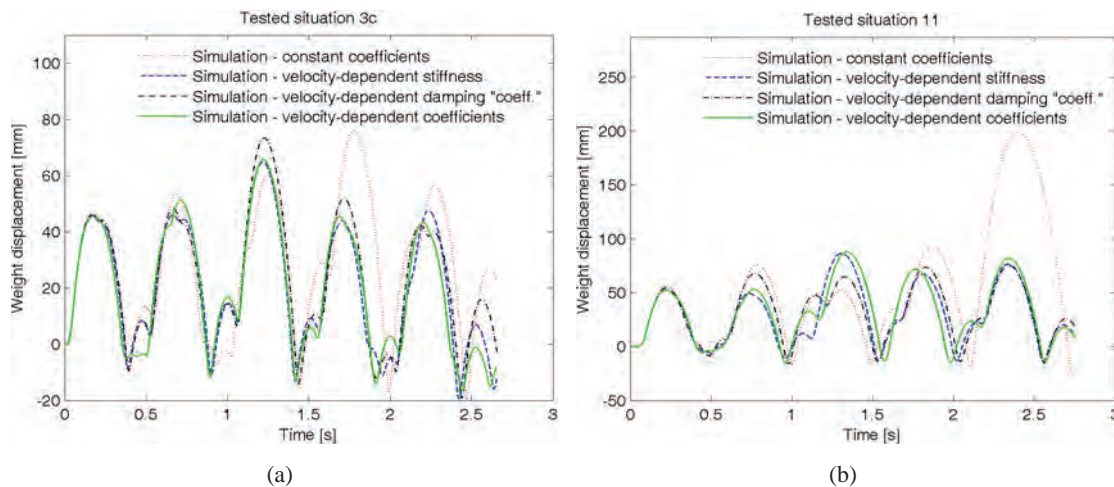 Tested situation 3c
100
80
60
40
20
0
-20
0
0.5
1
1.5
2
2.5
3
Weight displacement [mm]
Time [s]
Simulation - constant coefficients
Simulation - velocity-dependent stiffness
Simulation - velocity-dependent damping "coeff."
Simulation - velocity-dependent coefficients
(a)
Tested situation 11
250
200
150
100
50
0
-50
0
0.5
1
1.5
2
2.5
3
Weight displacement [mm]
Time [s]
Simulation - constant coefficients
Simulation - velocity-dependent stiffness
Simulation - velocity-dependent damping "coeff."
Simulation - velocity-dependent coefficients
(b)